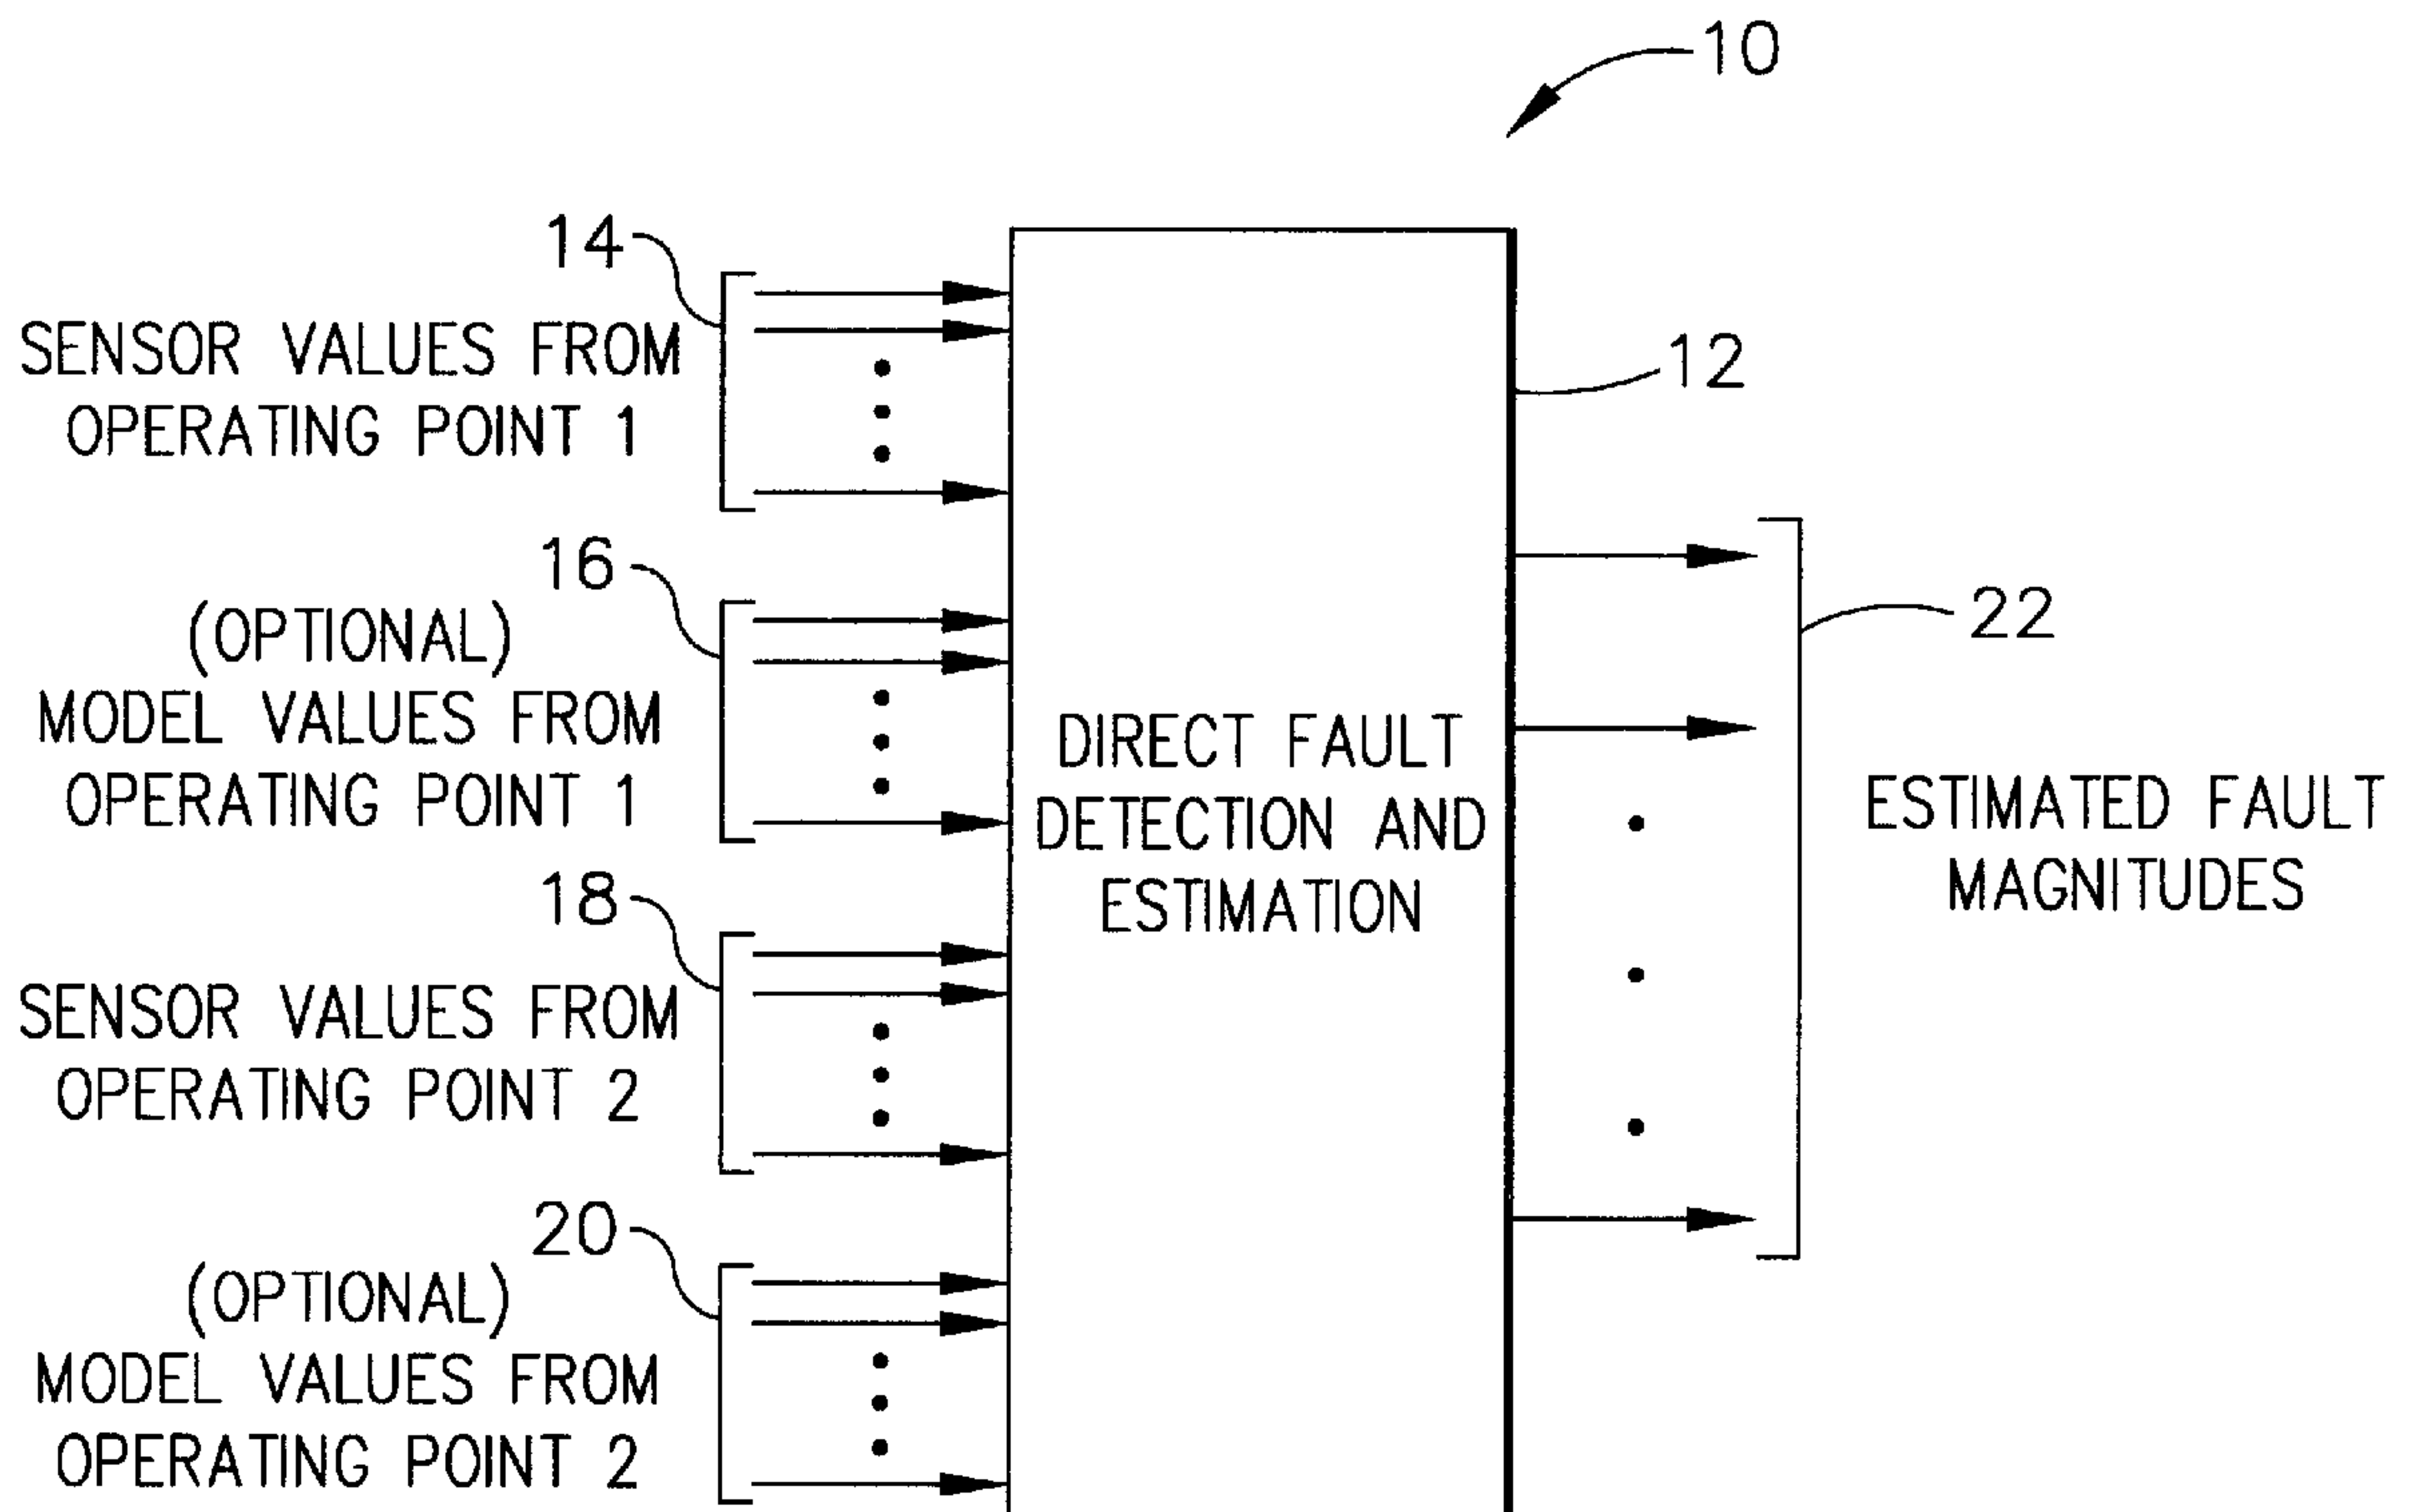 10
14
SENSOR VALUES FROM
OPERATING POINT 1
12
16
(OPTIONAL)
MODEL VALUES FROM
OPERATING POINT 1
18
SENSOR VALUES FROM
OPERATING POINT 2
20
(OPTIONAL)
MODEL VALUES FROM
OPERATING POINT 2
DIRECT FAULT
DETECTION AND
ESTIMATION
22
ESTIMATED FAULT
MAGNITUDES